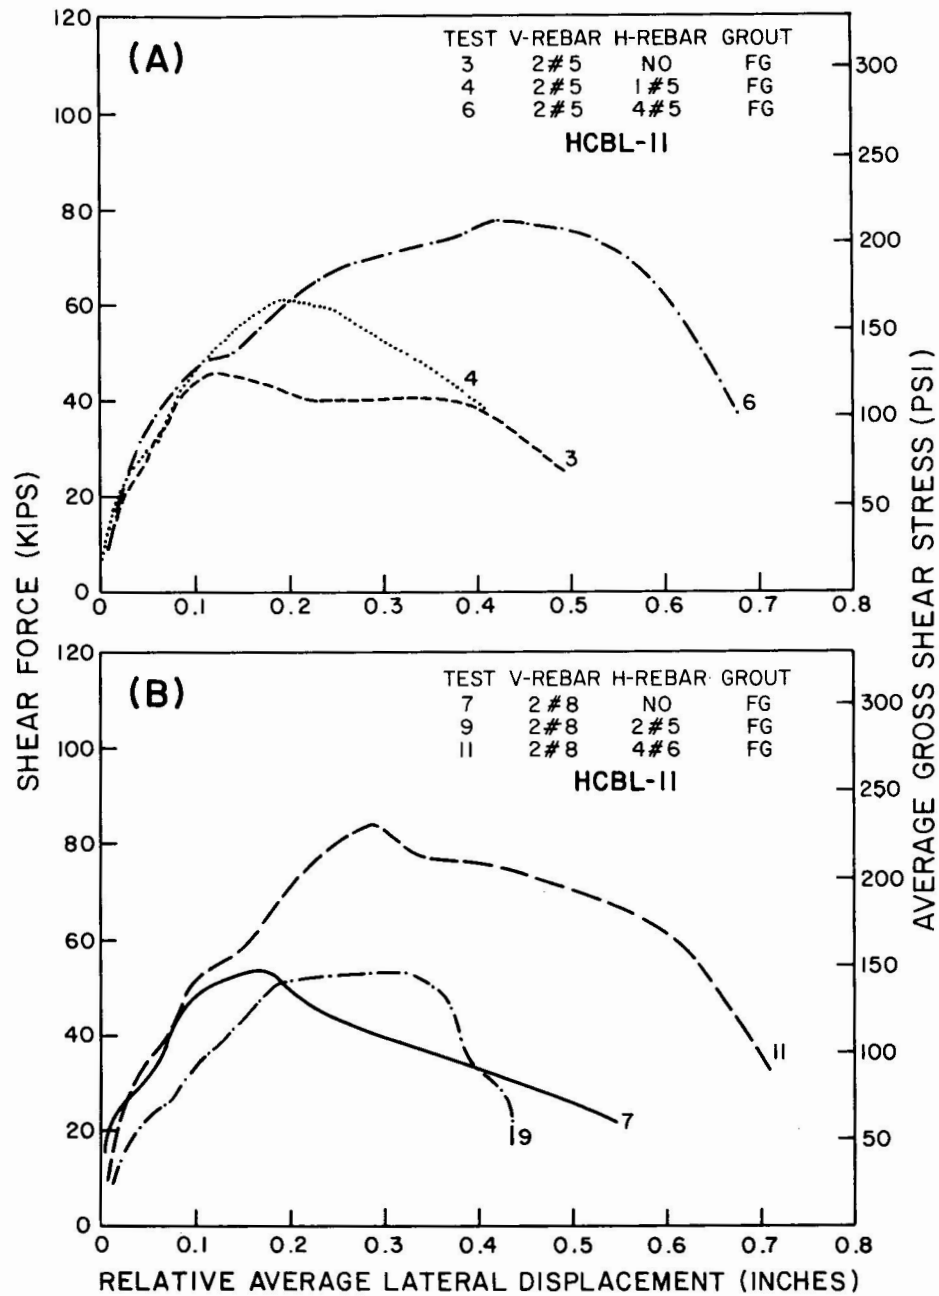 (A)
TEST V-REBAR H-REBAR GROUT
3 2#5 NO FG
4 2#5 1#5 FG
6 2#5 4#5 FG
HCBL-11
120
100
80
60
40
20
0
300
250
200
150
100
50
4
3
6
0 0.1 0.2 0.3 0.4 0.5 0.6 0.7 0.8
SHEAR FORCE (KIPS)
AVERAGE GROSS SHEAR STRESS (PSI)
(B)
TEST V-REBAR H-REBAR GROUT
7 2#8 NO FG
9 2#8 2#5 FG
11 2#8 4#6 FG
HCBL-11
120
100
80
60
40
20
0
300
250
200
150
100
50
11
7
9
0 0.1 0.2 0.3 0.4 0.5 0.6 0.7 0.8
RELATIVE AVERAGE LATERAL DISPLACEMENT (INCHES)